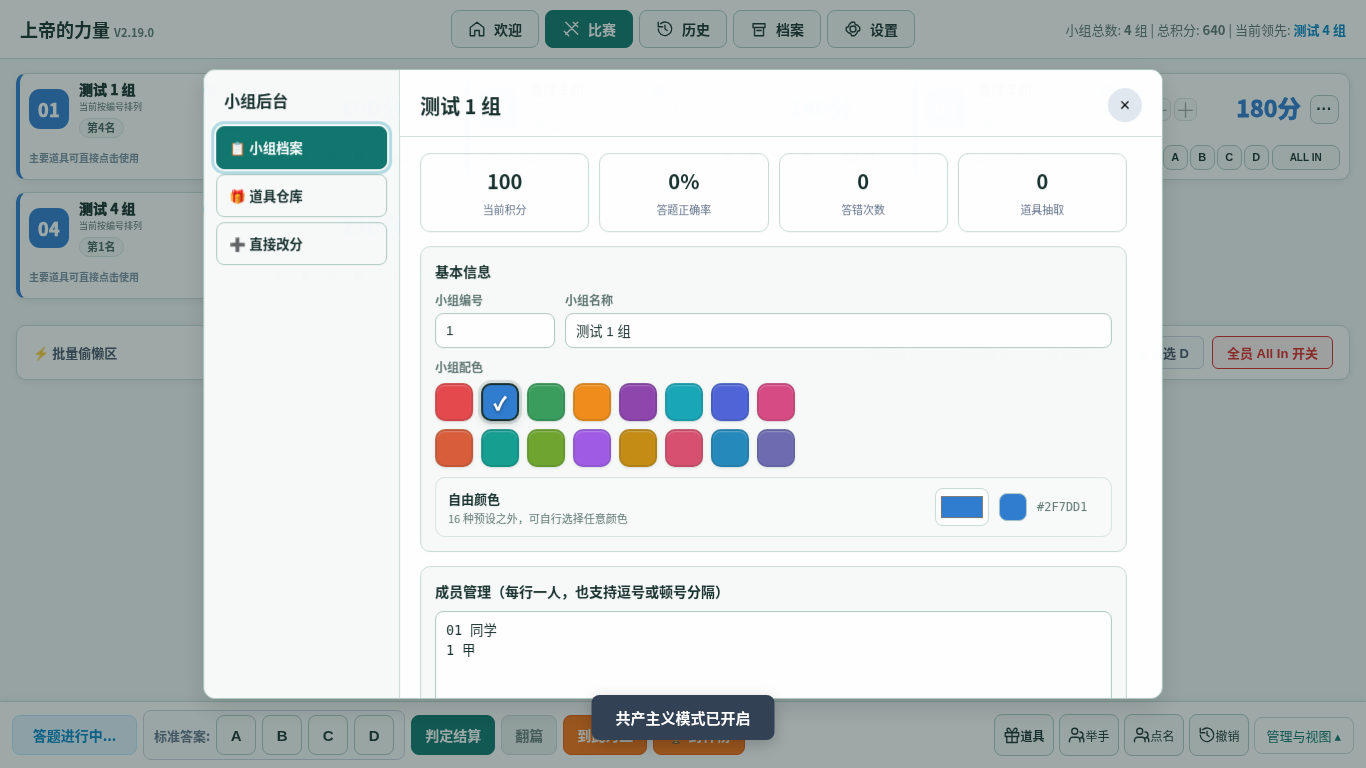 上帝的力量 V2.19.0
欢迎
比赛
历史
档案
设置
小组总数: 4 组 | 总积分: 640 | 当前领先: 测试 4 组
01
测试 1 组
当前按编号排列
第4名
主要道具可直接点击使用
180分
A
B
C
D
ALL IN
04
测试 4 组
当前按编号排列
第1名
主要道具可直接点击使用
⚡ 批量偷懒区
选 D
全员 All In 开关
小组后台
📋 小组档案
🎁 道具仓库
➕ 直接改分
测试 1 组
×
100
当前积分
0%
答题正确率
0
答错次数
0
道具抽取
基本信息
小组编号
小组名称
1
测试 1 组
小组配色
自由颜色
16 种预设之外，可自行选择任意颜色
#2F7DD1
成员管理（每行一人，也支持逗号或顿号分隔）
01 同学
1 甲
共产主义模式已开启
答题进行中...
标准答案:
A
B
C
D
判定结算
翻篇
道具
举手
点名
撤销
管理与视图 ▴